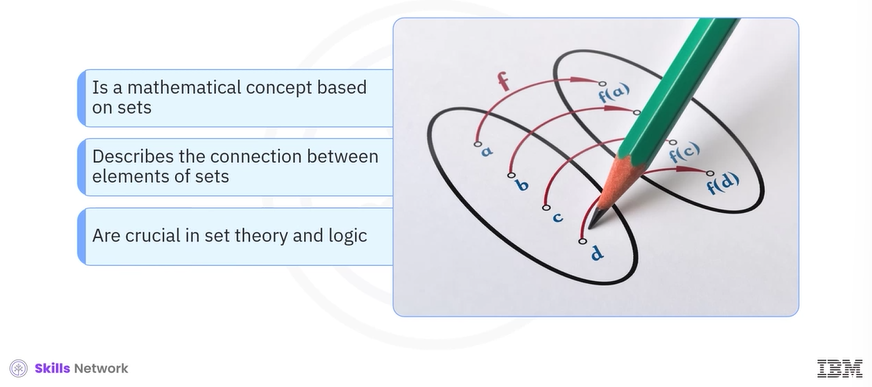 Is a mathematical concept based
on sets
Describes the connection between
elements of sets
Are crucial in set theory and logic
f
a
b
c
d
f(a)
f(c)
f(d)
Skills Network
IBM